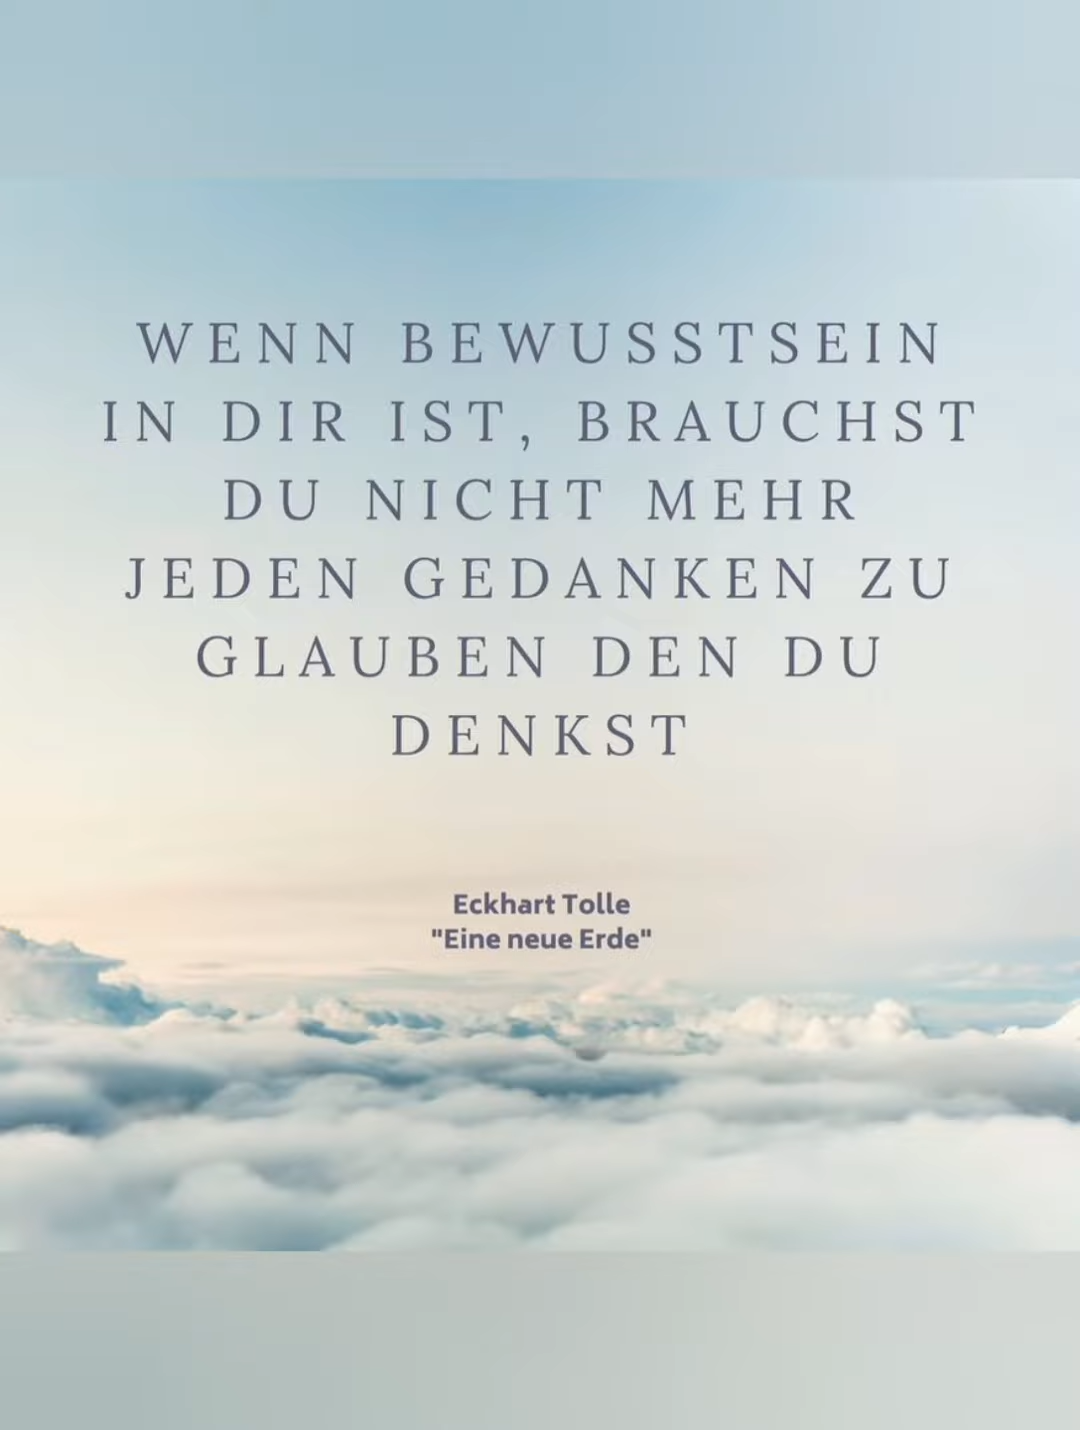 WENN BEWUSSTSEIN
IN DIR IST, BRAUCHST
DU NICHT MEHR
JEDEN GEDANKEN ZU
GLAUBEN DEN DU
DENKST
Eckhart Tolle
"Eine neue Erde"